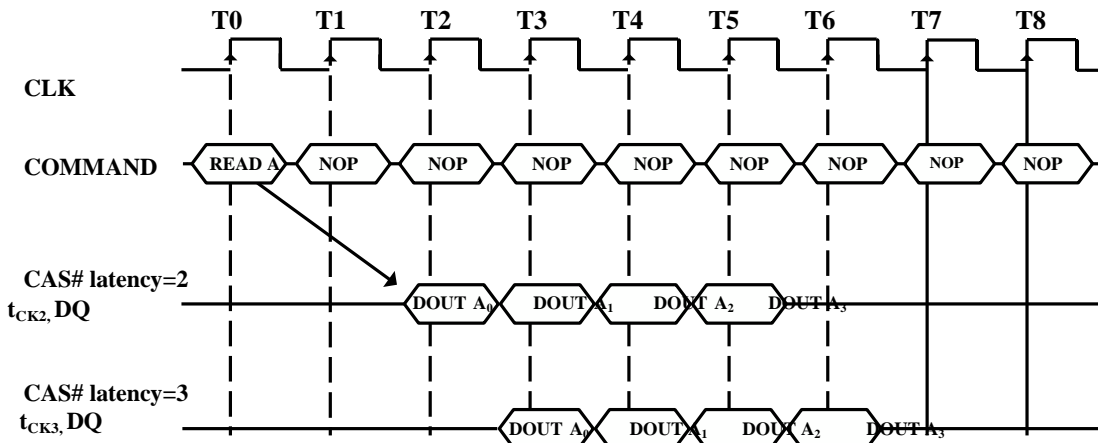 T0 T1 T2 T3 T4 T5 T6 T7 T8
CLK
COMMAND READ A NOP NOP NOP NOP NOP NOP NOP NOP
CAS# latency=2
tCK2, DQ DOUT A0 DOUT A1 DOUT A2 DOUT A3
CAS# latency=3
tCK3, DQ DOUT A0 DOUT A1 DOUT A2 DOUT A3